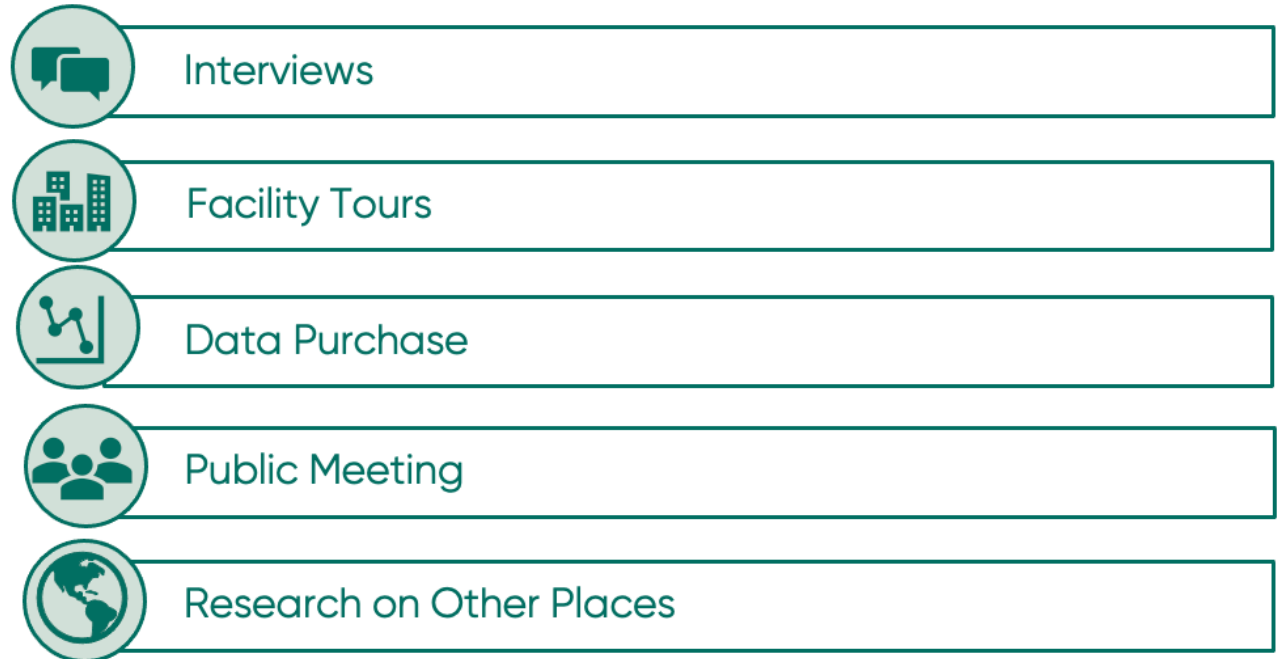 Interviews
Facility Tours
Data Purchase
Public Meeting
Research on Other Places